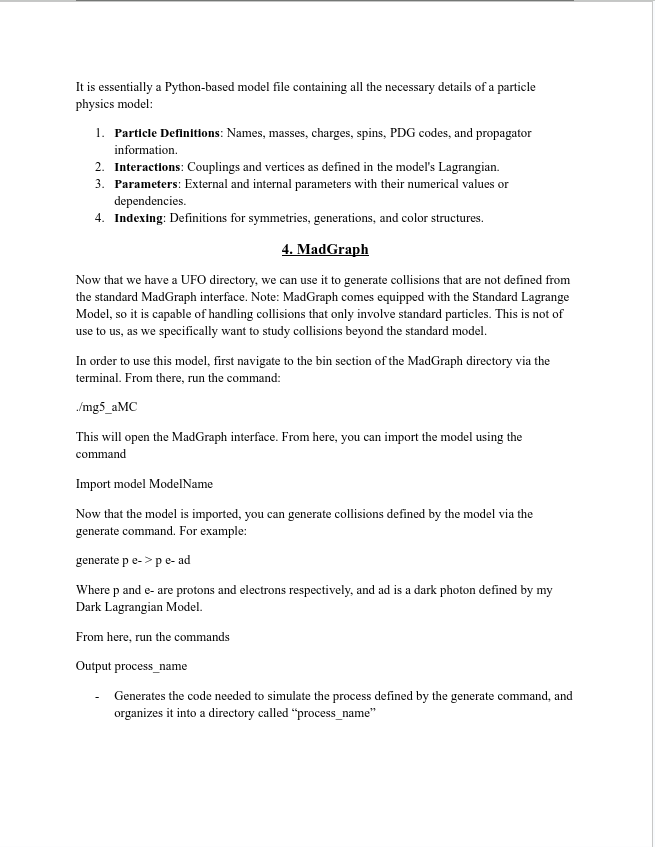 It is essentially a Python-based model file containing all the necessary details of a particle
physics model:
1. Particle Definitions: Names, masses, charges, spins, PDG codes, and propagator
information.
2. Interactions: Couplings and vertices as defined in the model's Lagrangian.
3. Parameters: External and internal parameters with their numerical values or
dependencies.
4. Indexing: Definitions for symmetries, generations, and color structures.
4. MadGraph
Now that we have a UFO directory, we can use it to generate collisions that are not defined from
the standard MadGraph interface. Note: MadGraph comes equipped with the Standard Lagrange
Model, so it is capable of handling collisions that only involve standard particles. This is not of
use to us, as we specifically want to study collisions beyond the standard model.
In order to use this model, first navigate to the bin section of the MadGraph directory via the
terminal. From there, run the command:
./mg5_aMC
This will open the MadGraph interface. From here, you can import the model using the
command
Import model ModelName
Now that the model is imported, you can generate collisions defined by the model via the
generate command. For example:
generate p e- > p e- ad
Where p and e- are protons and electrons respectively, and ad is a dark photon defined by my
Dark Lagrangian Model.
From here, run the commands
Output process_name
- Generates the code needed to simulate the process defined by the generate command, and
organizes it into a directory called “process_name”